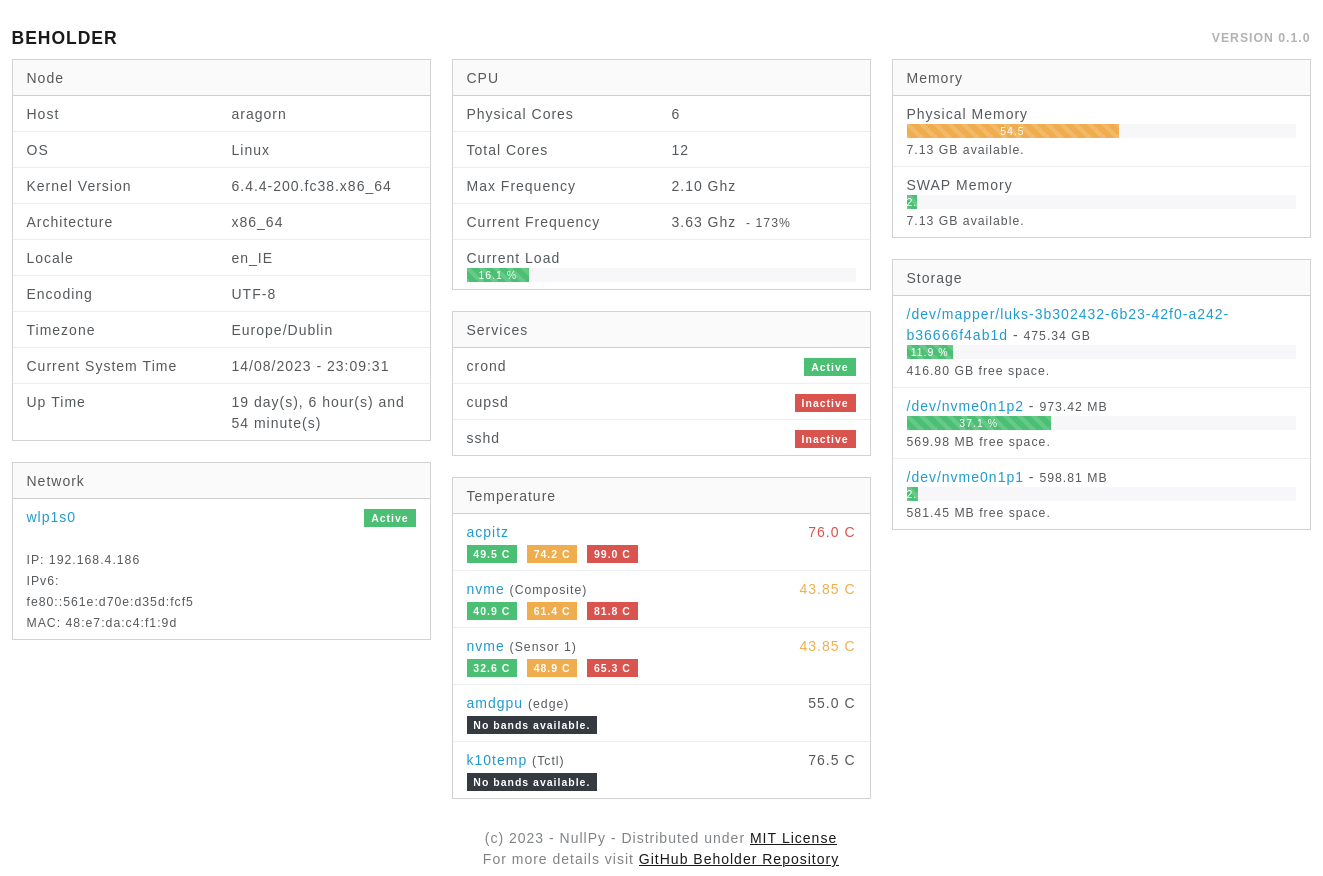 BEHOLDER
VERSION 0.1.0
Node
Host aragorn
OS Linux
Kernel Version 6.4.4-200.fc38.x86_64
Architecture x86_64
Locale en_IE
Encoding UTF-8
Timezone Europe/Dublin
Current System Time 14/08/2023 - 23:09:31
Up Time 19 day(s), 6 hour(s) and
54 minute(s)
Network
wlp1s0 Active
IP: 192.168.4.186
IPv6:
fe80::561e:d70e:d35d:fcf5
MAC: 48:e7:da:c4:f1:9d
CPU
Physical Cores 6
Total Cores 12
Max Frequency 2.10 Ghz
Current Frequency 3.63 Ghz - 173%
Current Load
16.1 %
Services
crond Active
cupsd Inactive
sshd Inactive
Temperature
acpitz 76.0 C
49.5 C 74.2 C 99.0 C
nvme (Composite) 43.85 C
40.9 C 61.4 C 81.8 C
nvme (Sensor 1) 43.85 C
32.6 C 48.9 C 65.3 C
amdgpu (edge) 55.0 C
No bands available.
k10temp (Tctl) 76.5 C
No bands available.
Memory
Physical Memory
54.5
7.13 GB available.
SWAP Memory
2.
7.13 GB available.
Storage
/dev/mapper/luks-3b302432-6b23-42f0-a242-
b36666f4ab1d - 475.34 GB
11.9 %
416.80 GB free space.
/dev/nvme0n1p2 - 973.42 MB
37.1 %
569.98 MB free space.
/dev/nvme0n1p1 - 598.81 MB
2.
581.45 MB free space.
(c) 2023 - NullPy - Distributed under MIT License
For more details visit GitHub Beholder Repository